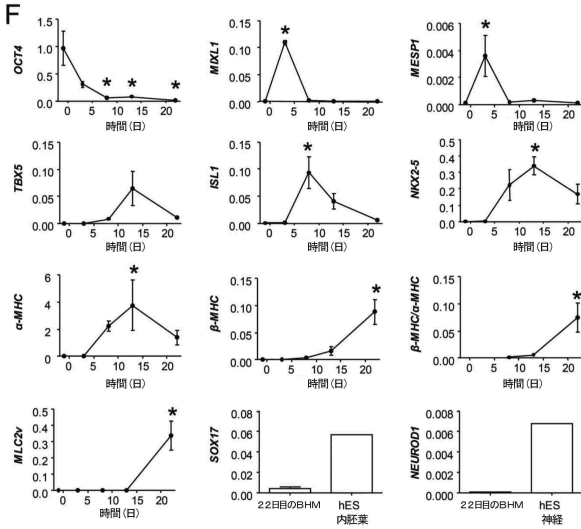 F
OCT4
1.5
1.0
0.5
0.0
0 5 10 15 20
時間(日)
* * *
MIXL1
0.15
0.10
0.05
0.00
0 5 10 15 20
時間(日)
*
MESP1
0.006
0.004
0.002
0.000
0 5 10 15 20
時間(日)
*
TBX5
0.15
0.10
0.05
0.00
0 5 10 15 20
時間(日)
ISL1
0.15
0.10
0.05
0.00
0 5 10 15 20
時間(日)
*
NKX2-5
0.5
0.4
0.3
0.2
0.1
0.0
0 5 10 15 20
時間(日)
*
α-MHC
6
4
2
0
0 5 10 15 20
時間(日)
*
β-MHC
0.15
0.10
0.05
0.00
0 5 10 15 20
時間(日)
*
β-MHC/α-MHC
0.15
0.10
0.05
0.00
0 5 10 15 20
時間(日)
*
MLC2v
0.5
0.4
0.3
0.2
0.1
0.0
0 5 10 15 20
時間(日)
*
SOX17
0.08
0.06
0.04
0.02
0.00
22日目のBHM hES
内胚葉
NEUROD1
0.008
0.006
0.004
0.002
0.000
22日目のBHM hES
神経